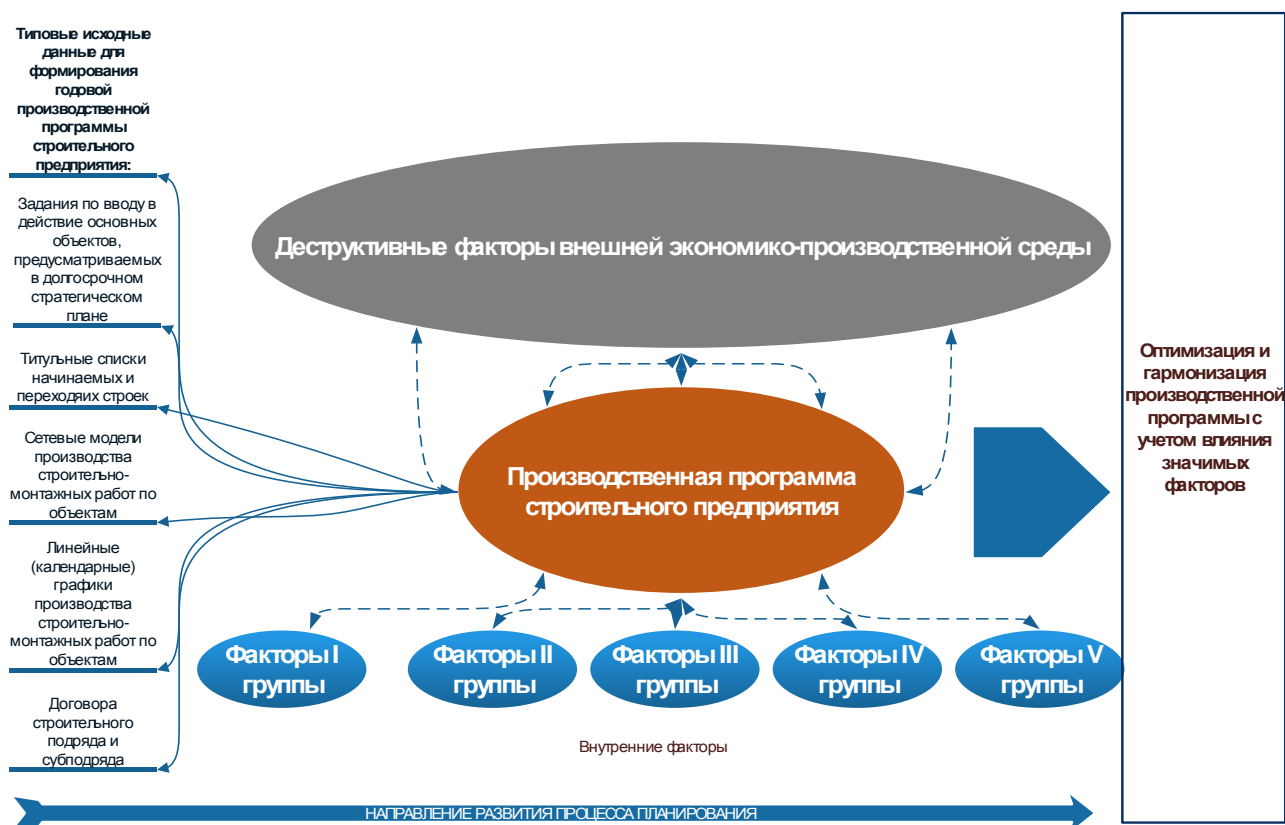 Типовые исходные
данные для
формирования
годовой
производственной
программы
строительного
предприятия:
Задания по вводу в
действие основных
объектов,
предусматриваемых
в долгосрочном
стратегическом
плане
Титульные списки
начинаемых и
переходяих строек
Сетевые модели
производства
строительно-
монтажных работ по
объектам
Линейные
(календарные)
графики
производства
строительно-
монтажных работ по
объектам
Договора
строительного
подряда и
субподряда
Деструктивные факторы внешней экономико-производственной среды
Производственная программа
строительного предприятия
Факторы I
группы
Факторы II
группы
Факторы III
группы
Факторы IV
группы
Факторы V
группы
Внутренние факторы
Оптимизация и
гармонизация
производственной
программы с
учетом влияния
значимых
факторов
НАПРАВЛЕНИЕ РАЗВИТИЯ ПРОЦЕССА ПЛАНИРОВАНИЯ